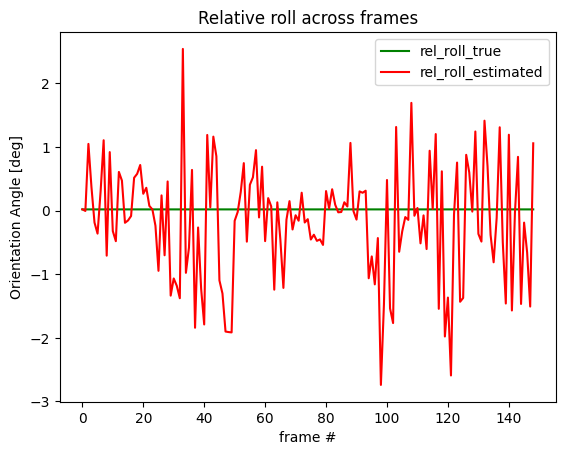 Relative roll across frames
rel_roll_true
rel_roll_estimated
Orientation Angle [deg]
2
1
0
−1
−2
−3
0 20 40 60 80 100 120 140
frame #